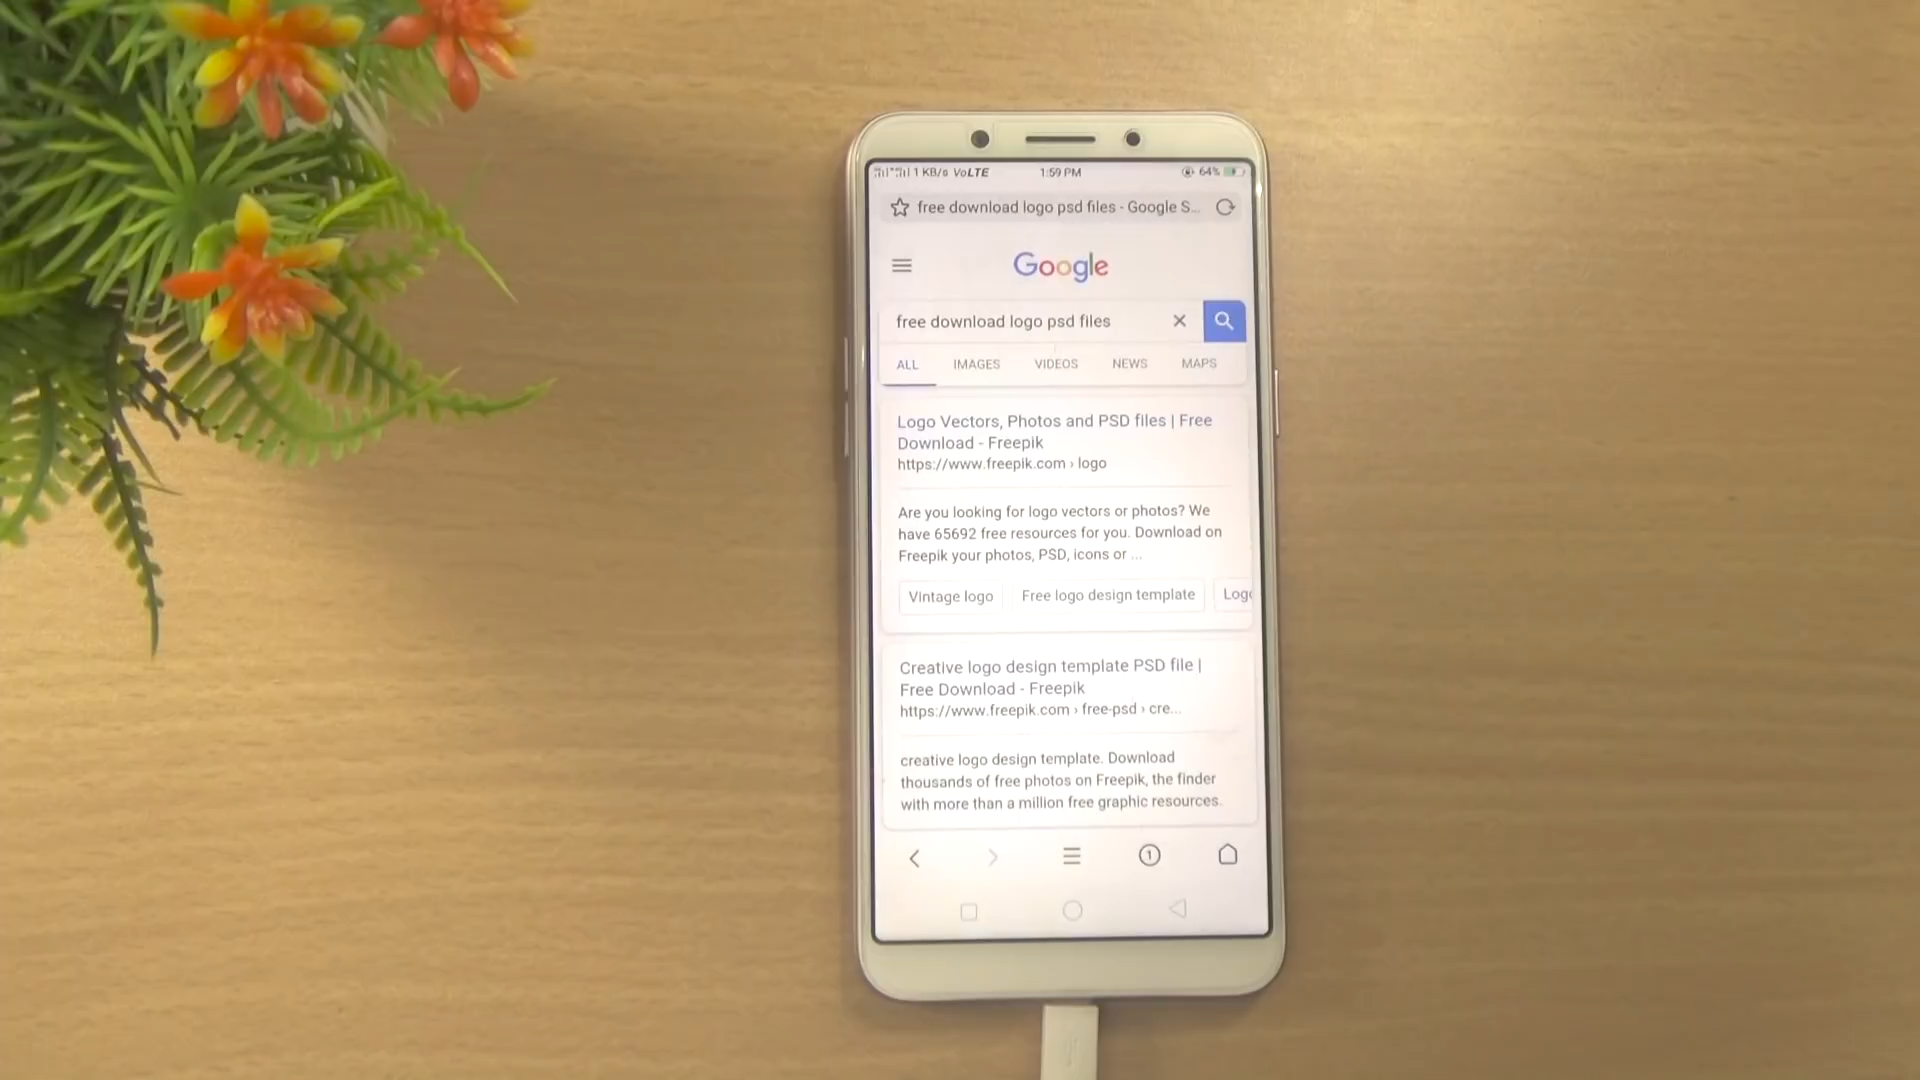 1 KB/s VoLTE 1:59 PM 64%
free download logo psd files - Google S...
Google
free download logo psd files
ALL IMAGES VIDEOS NEWS MAPS
Logo Vectors, Photos and PSD files | Free
Download - Freepik
https://www.freepik.com › logo
Are you looking for logo vectors or photos? We
have 65692 free resources for you. Download on
Freepik your photos, PSD, icons or ...
Vintage logo Free logo design template Logo
Creative logo design template PSD file |
Free Download - Freepik
https://www.freepik.com › free-psd › cre...
creative logo design template. Download
thousands of free photos on Freepik, the finder
with more than a million free graphic resources.
1